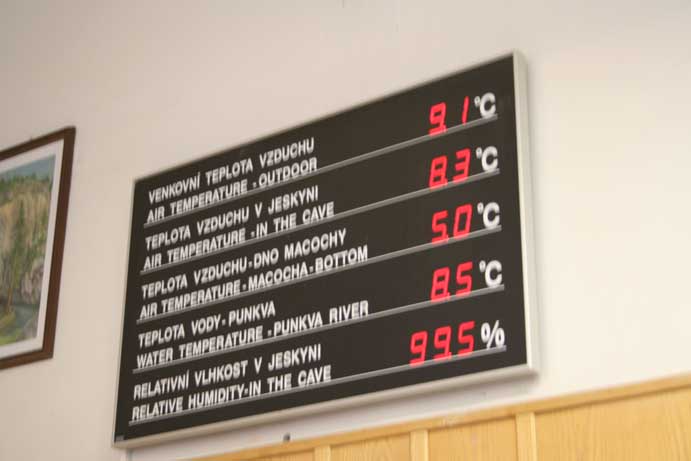 VENKOVNÍ TEPLOTA VZDUCHU
AIR TEMPERATURE - OUTDOOR 9.1 °C
TEPLOTA VZDUCHU V JESKYNI
AIR TEMPERATURE - IN THE CAVE 8.3 °C
TEPLOTA VZDUCHU - DNO MACOCHY
AIR TEMPERATURE - MACOCHA - BOTTOM 5.0 °C
TEPLOTA VODY - PUNKVA
WATER TEMPERATURE - PUNKVA RIVER 8.5 °C
RELATIVNÍ VLHKOST V JESKYNI
RELATIVE HUMIDITY - IN THE CAVE 99.5 %